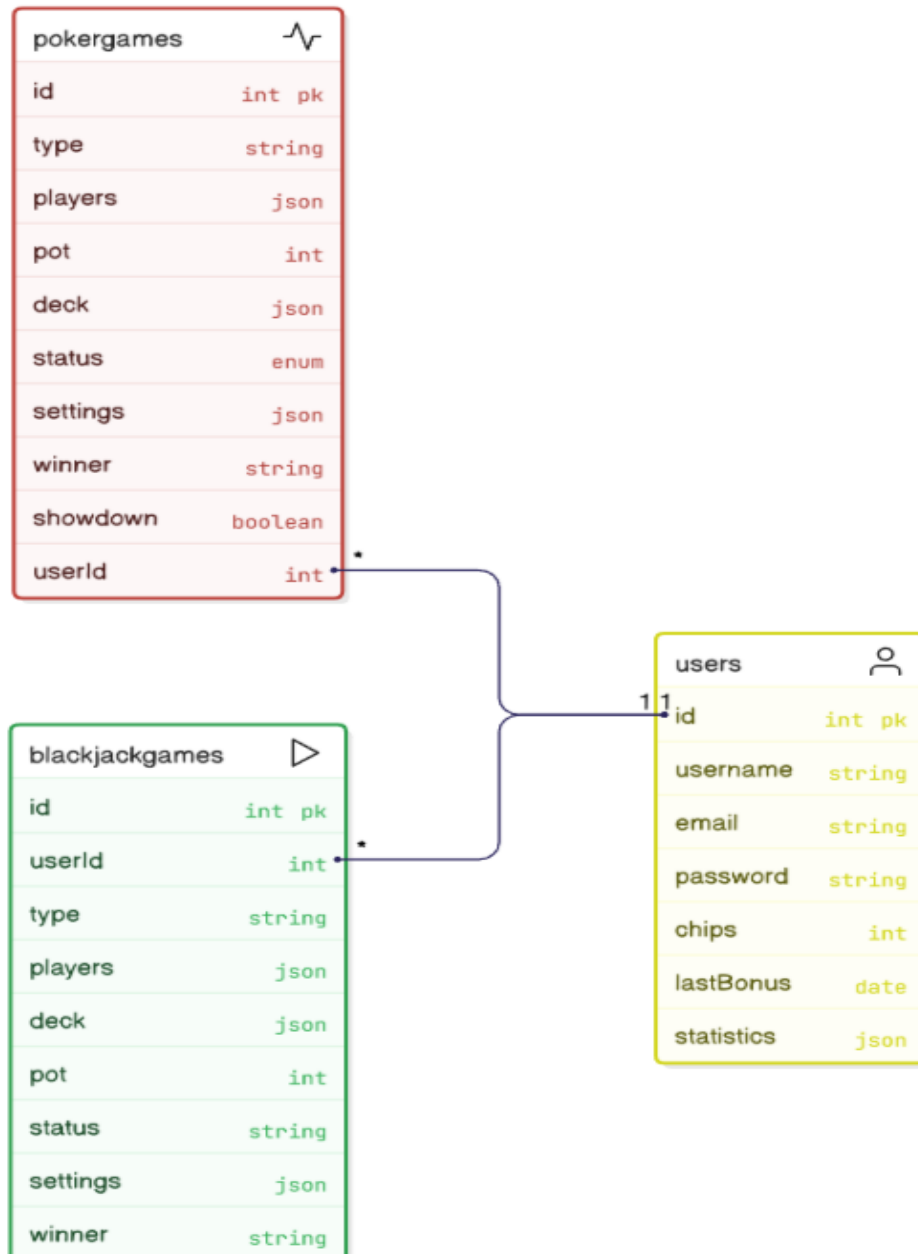 pokergames
id int pk
type string
players json
pot int
deck json
status enum
settings json
winner string
showdown boolean
userId int *
users
1 1
id int pk
username string
email string
password string
chips int
lastBonus date
statistics json
blackjackgames
id int pk
userId int *
type string
players json
deck json
pot int
status string
settings json
winner string